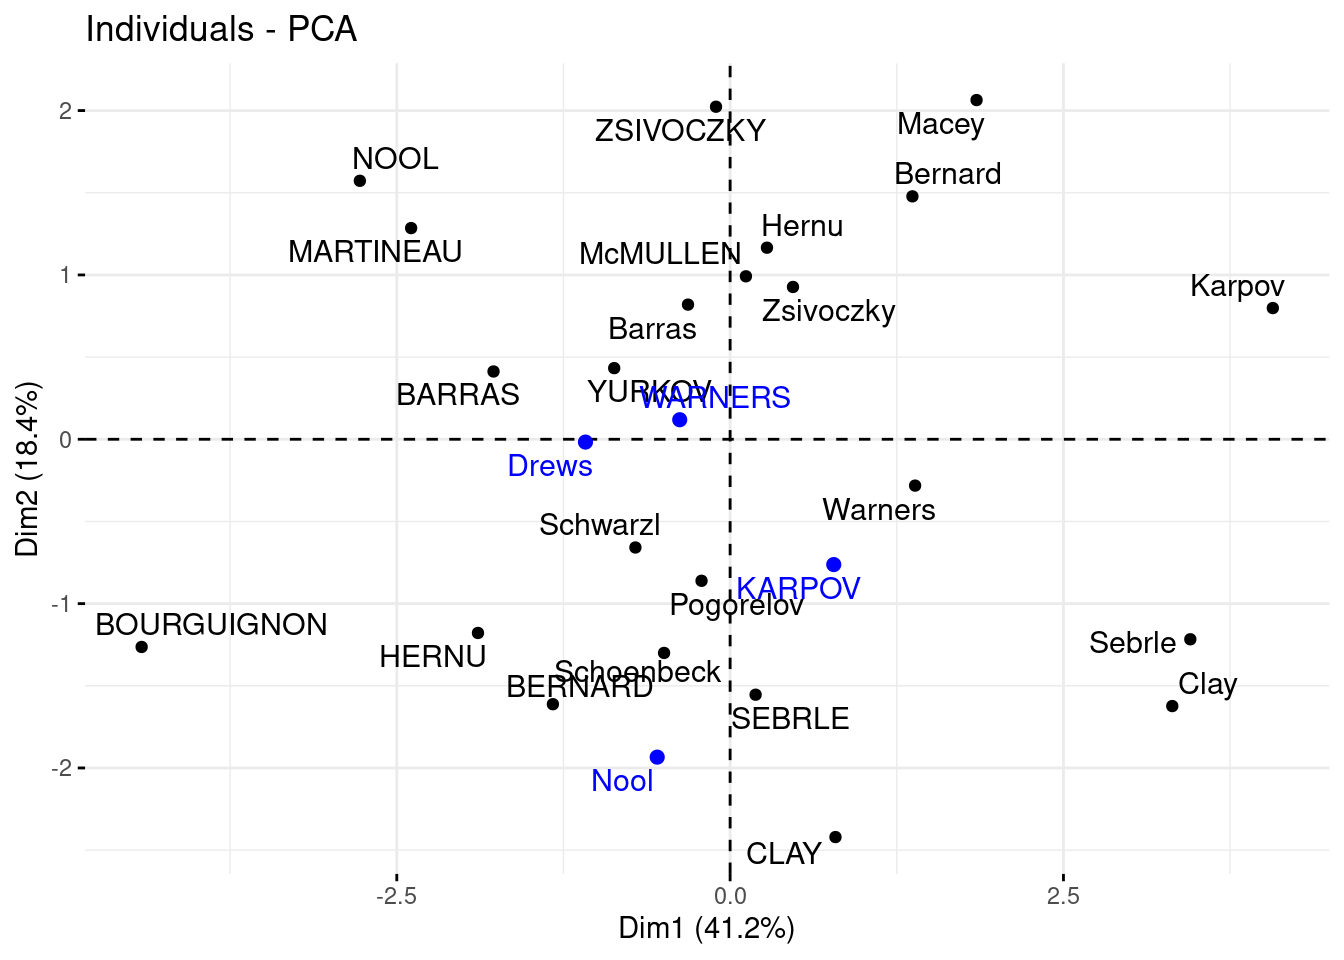 Individuals - PCA
2
ZSIVOCZKY
Macey
NOOL
Bernard
Hernu
MARTINEAU
McMULLEN
1
Karpov
Zsivoczky
Barras
BARRAS
YURKOV
WARNERS
0
Drews
Warners
Schwarzl
KARPOV
-1
Pogorelov
BOURGUIGNON
Sebrle
HERNU
Schoenbeck
BERNARD
Clay
SEBRLE
-2
Nool
CLAY
Dim2 (18.4%)
-2.5
0.0
2.5
Dim1 (41.2%)